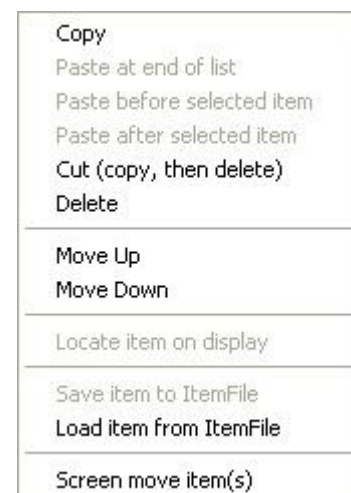 Copy
Paste at end of list
Paste before selected item
Paste after selected item
Cut (copy, then delete)
Delete
Move Up
Move Down
Locate item on display
Save item to ItemFile
Load item from ItemFile
Screen move item(s)